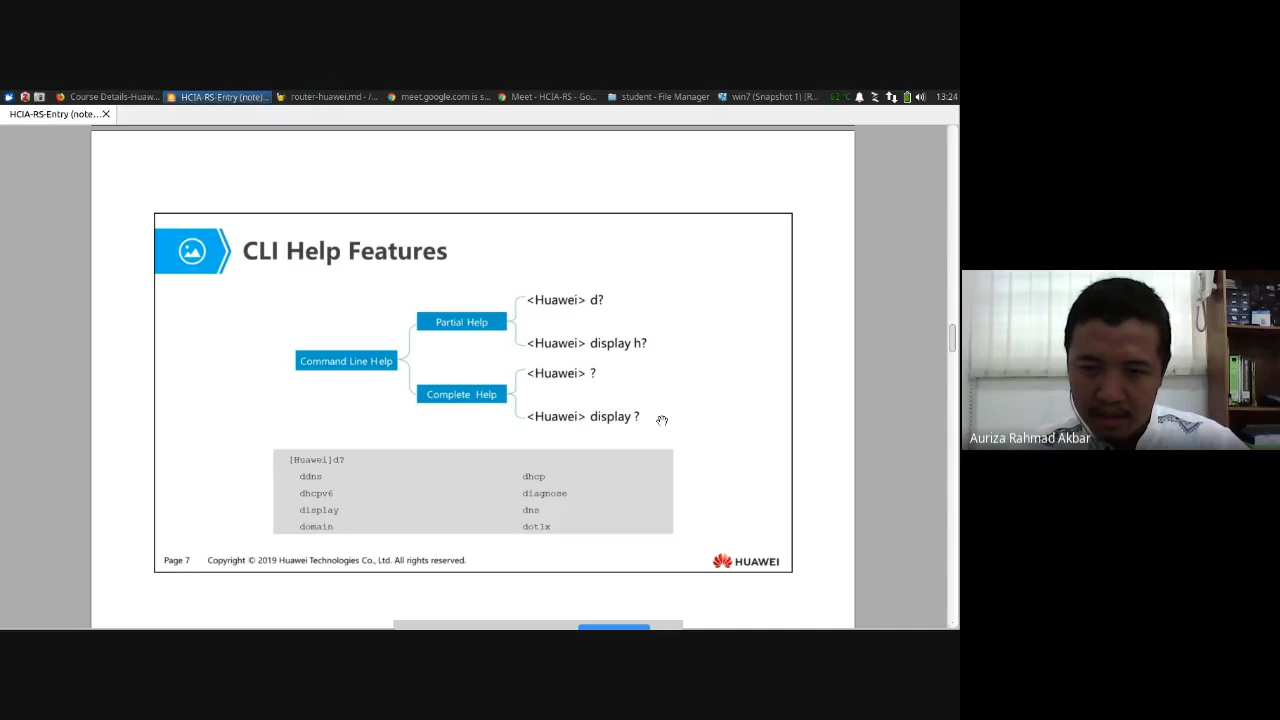 Course Details-Huaw...
HCIA-RS-Entry (note)...
router-huawei.md - /...
meet.google.com is s...
Meet - HCIA-RS - Go...
student - File Manager
win7 (Snapshot 1) [R...
63 °C
13:24
HCIA-RS-Entry (note...
CLI Help Features
<Huawei> d?
Partial Help
<Huawei> display h?
Command Line Help
<Huawei> ?
Complete Help
<Huawei> display ?
[Huawei]d?
ddns dhcp
dhcpv6 diagnose
display dns
domain dot1x
Page 7 Copyright © 2019 Huawei Technologies Co., Ltd. All rights reserved.
HUAWEI
Auriza Rahmad Akbar